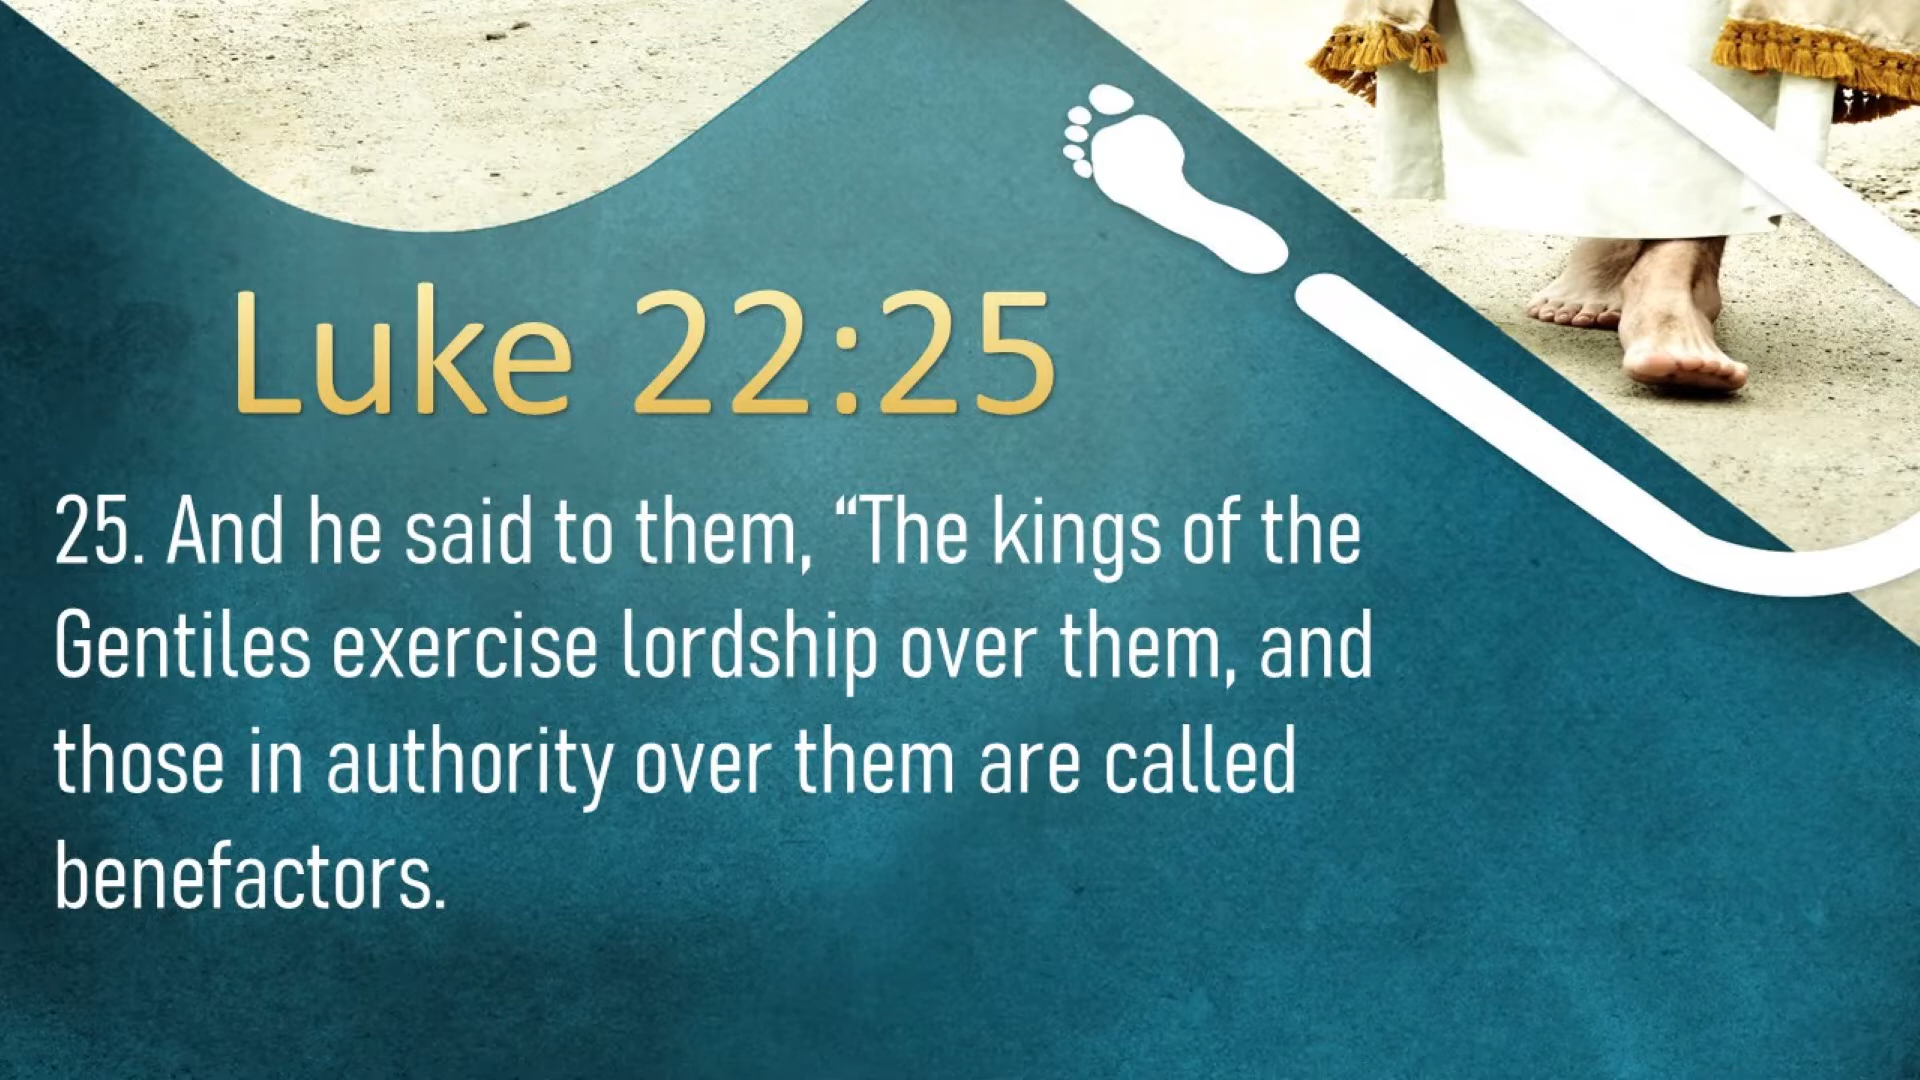 Luke 22:25
25. And he said to them, “The kings of the
Gentiles exercise lordship over them, and
those in authority over them are called
benefactors.